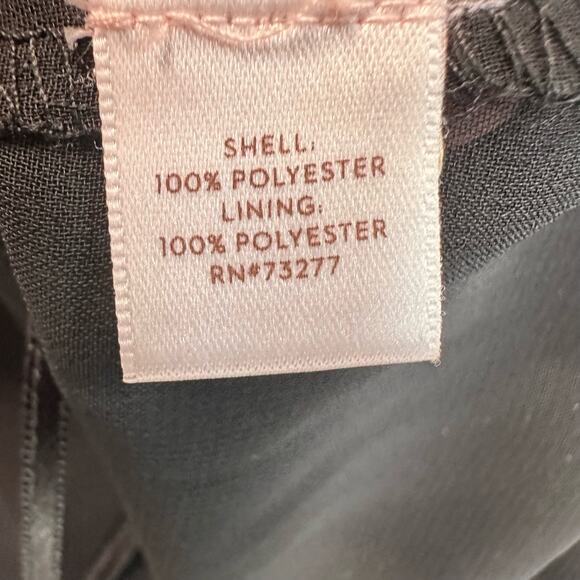 SHELL:
100% POLYESTER
LINING:
100% POLYESTER
RN#73277